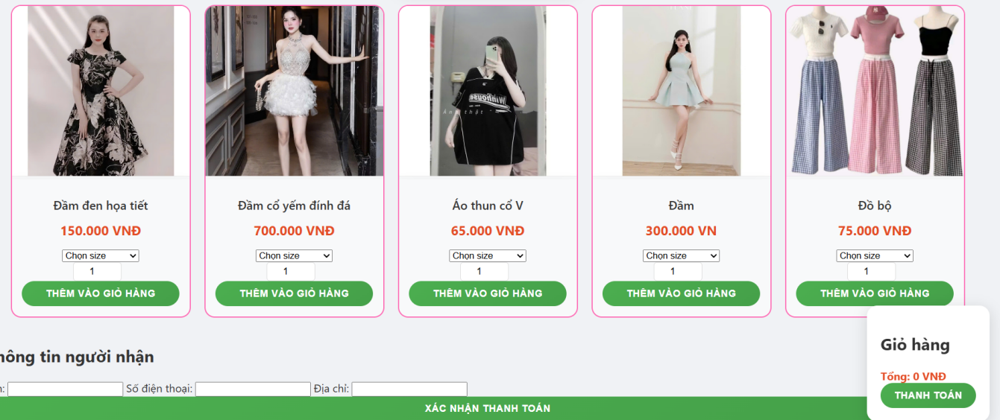 Đầm đen họa tiết
150.000 VNĐ
Chọn size
1
THÊM VÀO GIỎ HÀNG
Đầm cổ yếm đính đá
700.000 VNĐ
Chọn size
1
THÊM VÀO GIỎ HÀNG
Winhouse
Ảnh thật
Áo thun cổ V
65.000 VNĐ
Chọn size
1
THÊM VÀO GIỎ HÀNG
Đầm
300.000 VN
Chọn size
1
THÊM VÀO GIỎ HÀNG
Đồ bộ
75.000 VNĐ
Chọn size
1
THÊM VÀO GIỎ HÀNG
hông tin người nhận
n: Số điện thoại: Địa chỉ:
XÁC NHẬN THANH TOÁN
Giỏ hàng
Tổng: 0 VNĐ
THANH TOÁN